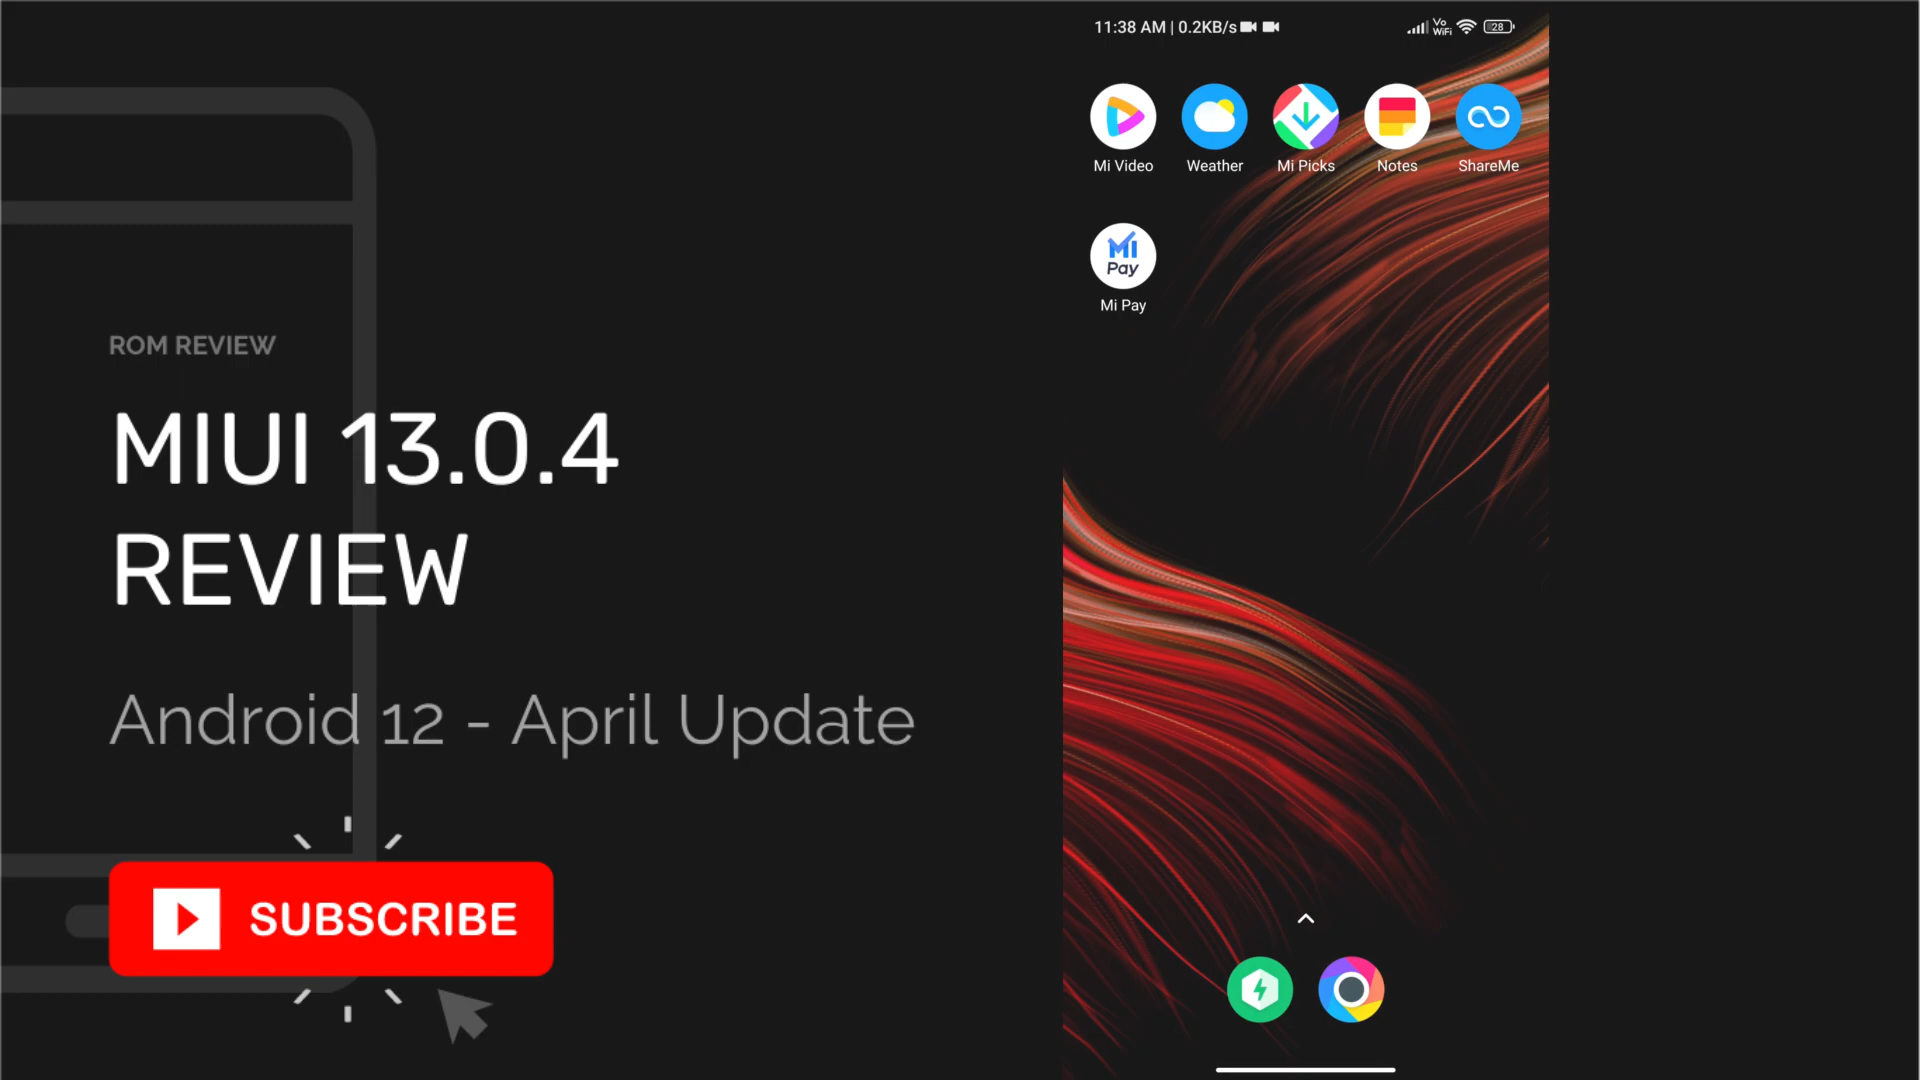 ROM REVIEW
MIUI 13.0.4
REVIEW
Android 12 - April Update
SUBSCRIBE
11:38 AM | 0.2KB/s
Vo
WiFi
28
Mi Video
Weather
Mi Picks
Notes
ShareMe
MI
Pay
Mi Pay